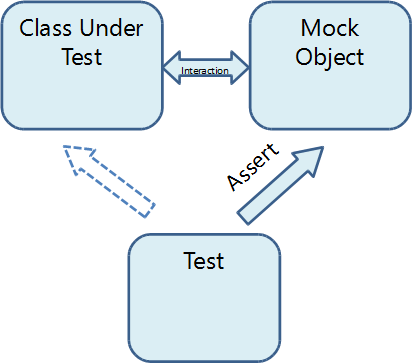 Class Under
Test
Mock
Object
Interaction
Assert
Test